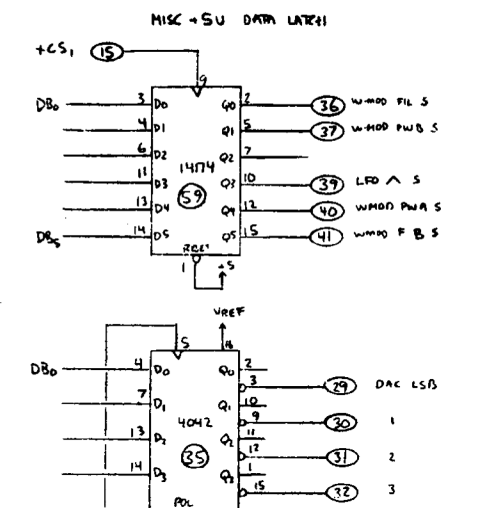 MISC +5V DATA LATCH
+CS1 15
9
DB0 3 D0 Q0 2 36 WMOD FIL S
4 D1 Q1 5 37 WMOD PWB S
6 D2 Q2 7
14174
11 D3 Q3 10 39 LFO S
59
13 D4 Q4 12 40 WMOD PWA S
DB5 14 D5 Q5 15 41 WMOD F B S
RESET
1 +5
VREF
5 16
DB0 4 D0 Q0 2
3 29 DAC LSB
7 D1 Q1 10
4042 9 30 1
13 D2 Q2 11
35 12 31 2
14 D3 Q3 1
15 32 3
POL